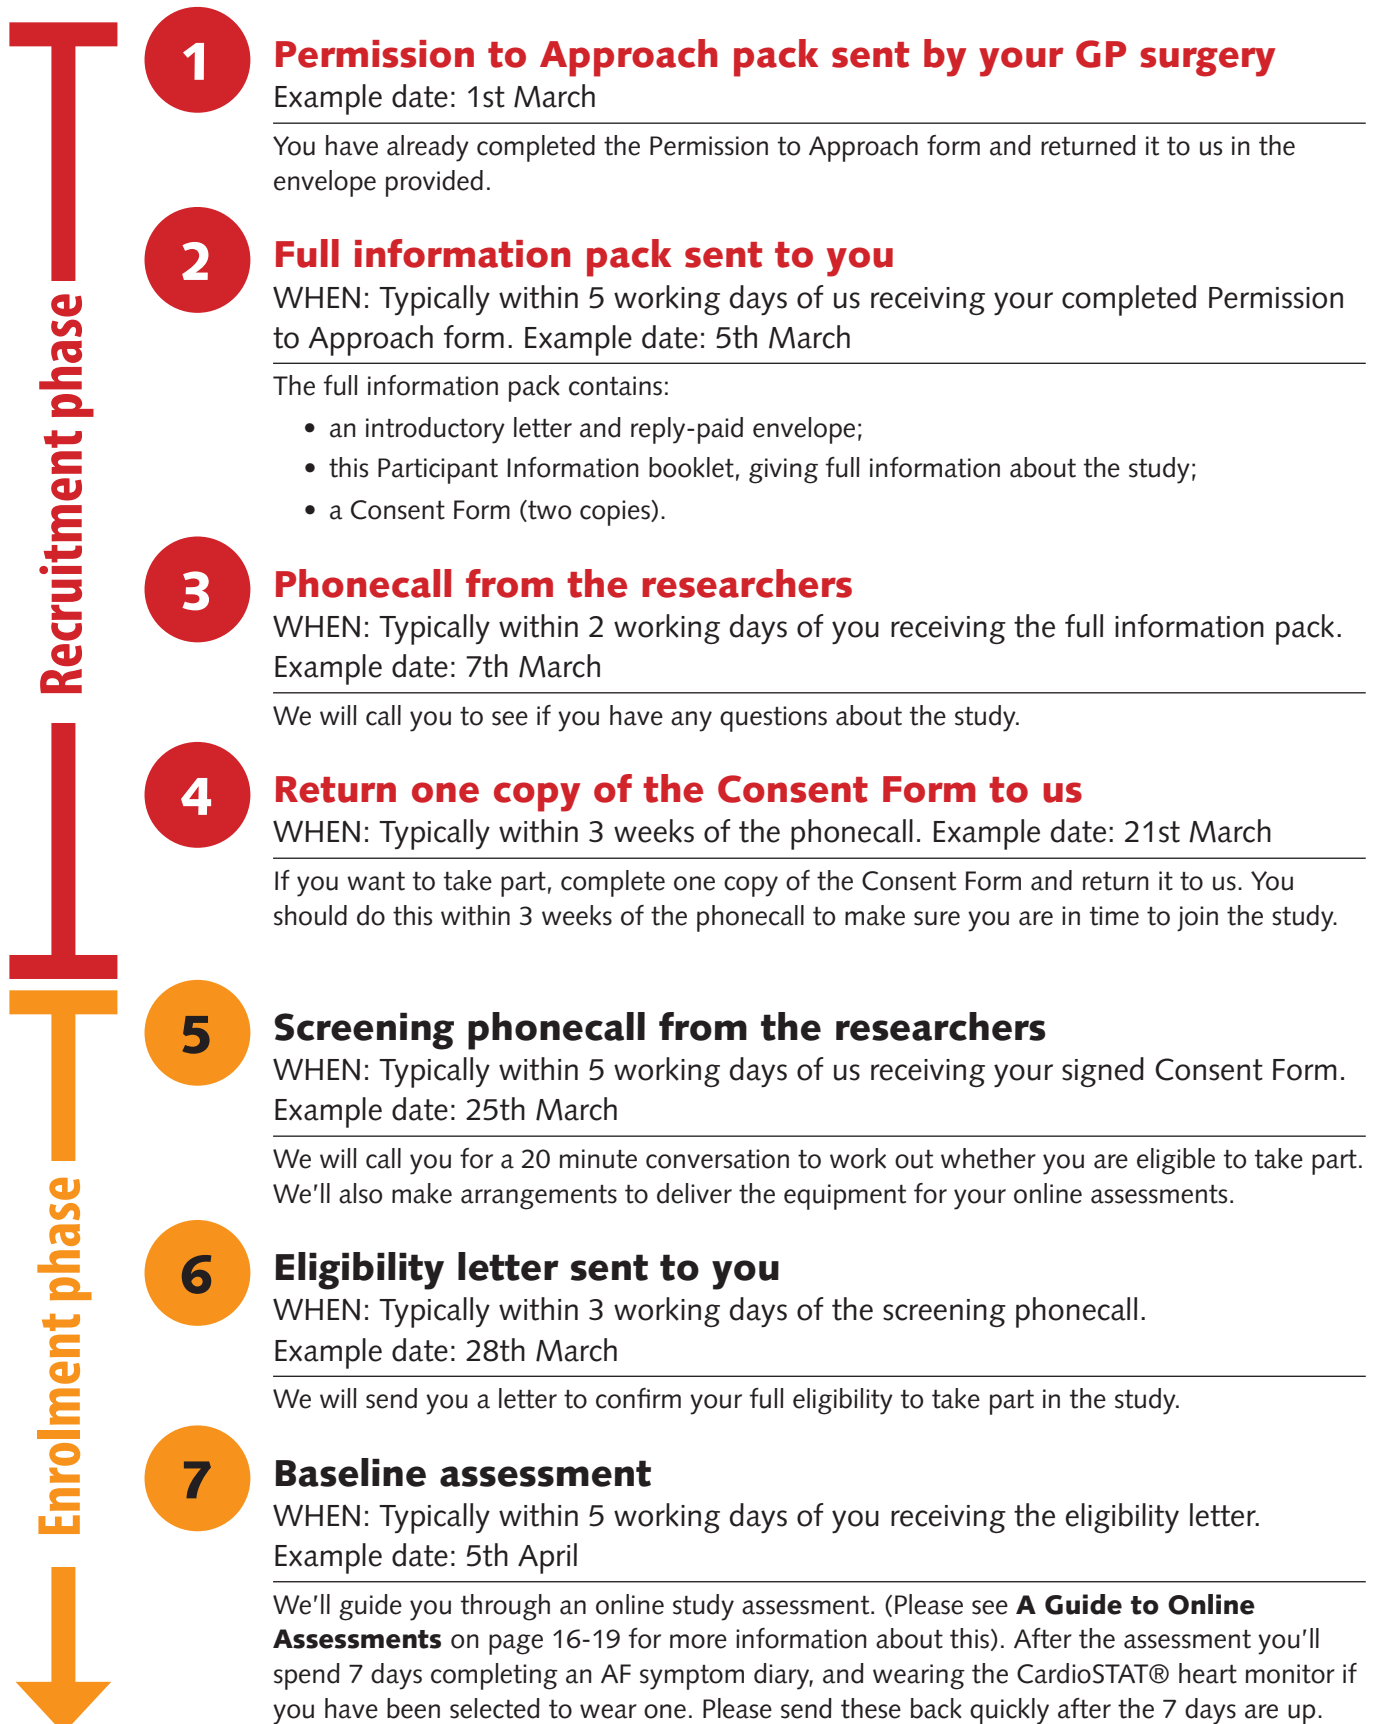 Recruitment phase
1
Permission to Approach pack sent by your GP surgery
Example date: 1st March
You have already completed the Permission to Approach form and returned it to us in the
envelope provided.
2
Full information pack sent to you
WHEN: Typically within 5 working days of us receiving your completed Permission
to Approach form. Example date: 5th March
The full information pack contains:
• an introductory letter and reply-paid envelope;
• this Participant Information booklet, giving full information about the study;
• a Consent Form (two copies).
3
Phonecall from the researchers
WHEN: Typically within 2 working days of you receiving the full information pack.
Example date: 7th March
We will call you to see if you have any questions about the study.
4
Return one copy of the Consent Form to us
WHEN: Typically within 3 weeks of the phonecall. Example date: 21st March
If you want to take part, complete one copy of the Consent Form and return it to us. You
should do this within 3 weeks of the phonecall to make sure you are in time to join the study.
Enrolment phase
5
Screening phonecall from the researchers
WHEN: Typically within 5 working days of us receiving your signed Consent Form.
Example date: 25th March
We will call you for a 20 minute conversation to work out whether you are eligible to take part.
We'll also make arrangements to deliver the equipment for your online assessments.
6
Eligibility letter sent to you
WHEN: Typically within 3 working days of the screening phonecall.
Example date: 28th March
We will send you a letter to confirm your full eligibility to take part in the study.
7
Baseline assessment
WHEN: Typically within 5 working days of you receiving the eligibility letter.
Example date: 5th April
We'll guide you through an online study assessment. (Please see A Guide to Online
Assessments on page 16-19 for more information about this). After the assessment you'll
spend 7 days completing an AF symptom diary, and wearing the CardioSTAT® heart monitor if
you have been selected to wear one. Please send these back quickly after the 7 days are up.